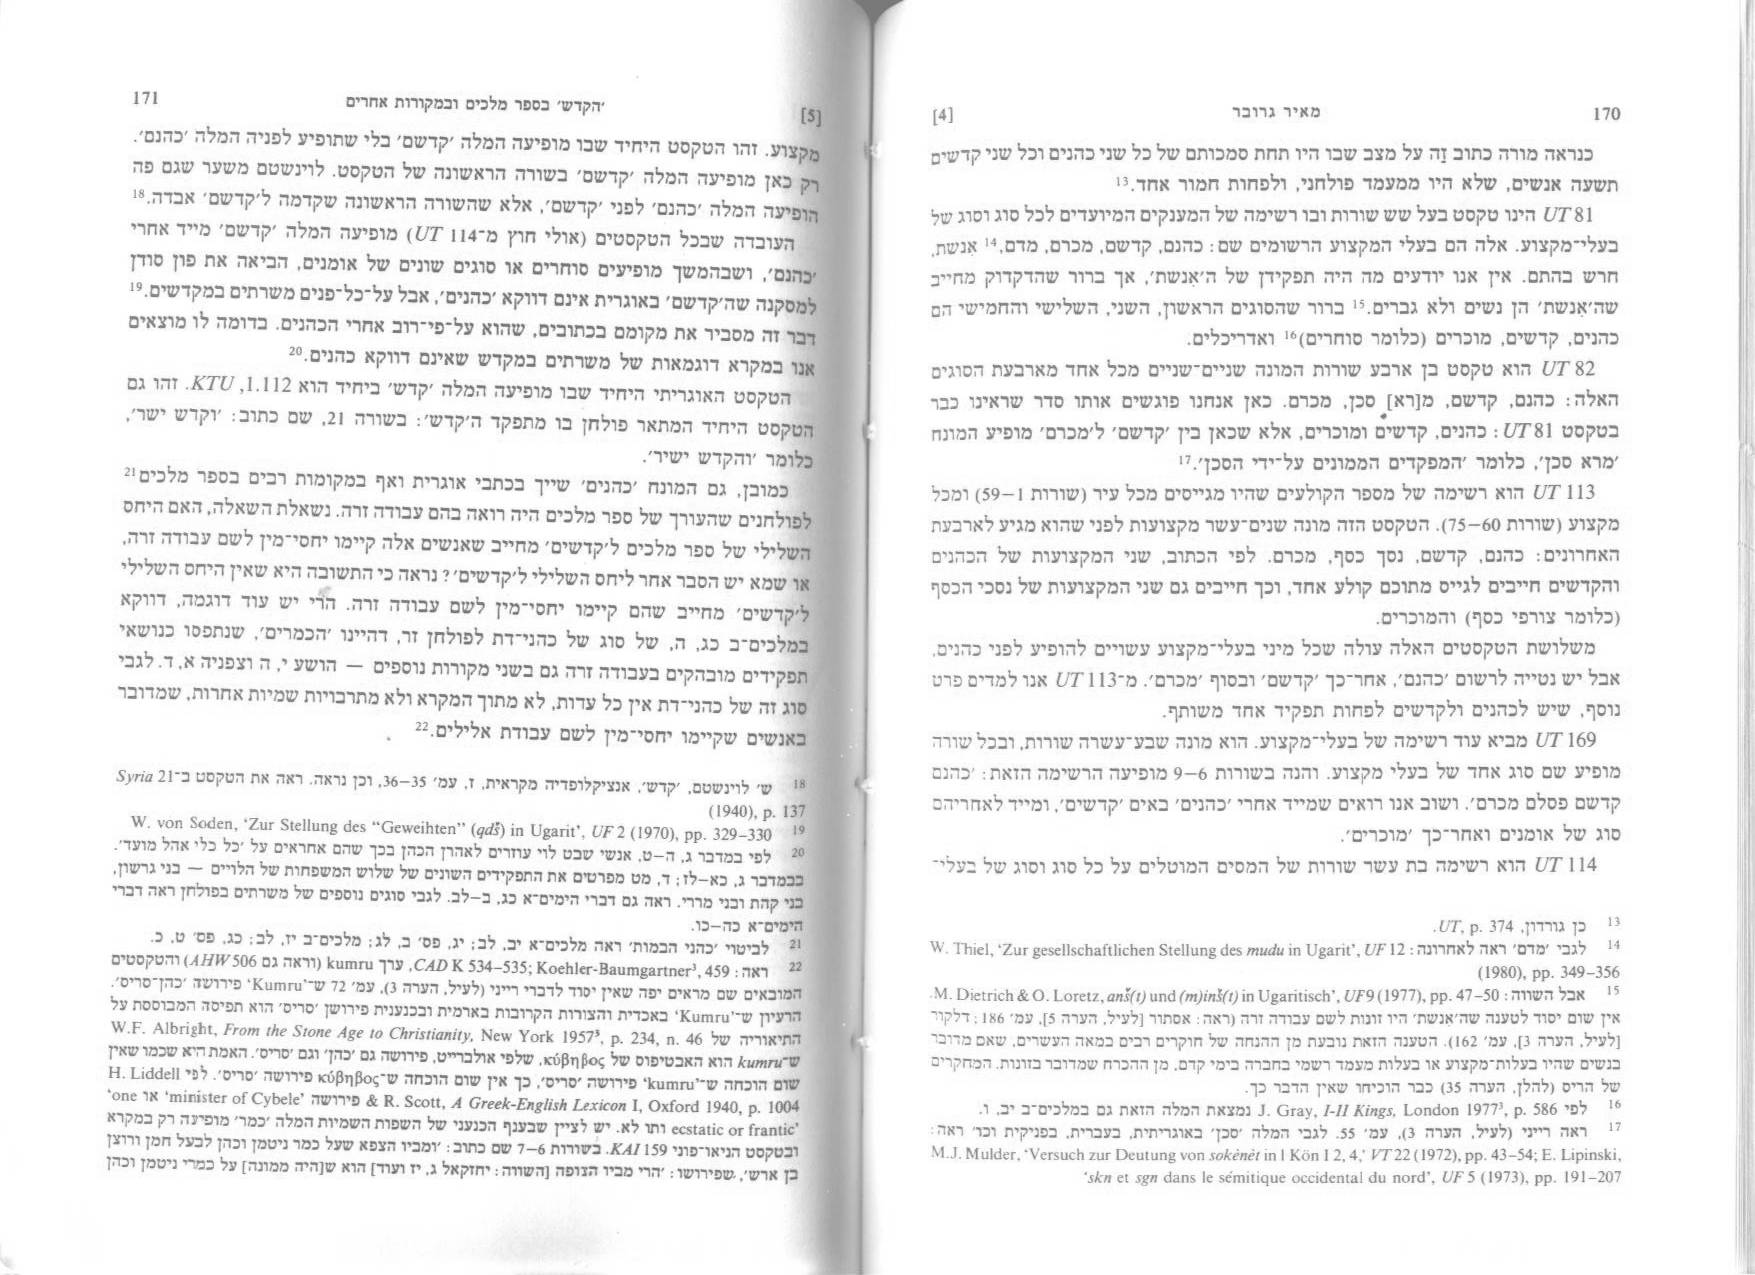 170 מאיר גרובר [4]
כנראה מורה כתוב זה על מצב שבו היו תחת סמכותם של כל שני כהנים וכל שני קדשים
תשעה אנשים, שלא היו ממעמד פולחני, ולפחות חמור אחד.13
UT 81 הינו טקסט בעל שש שורות ובו רשימה של המענקים המיועדים לכל סוג וסוג של
בעלי־מקצוע. אלה הם בעלי המקצוע הרשומים שם: כהנם, קדשם, מכרם, מדם,14 אִנשת,
חרש בהתם. אין אנו יודעים מה היה תפקידן של ה'אִנשת', אך ברור שהדקדוק מחייב
שה'אִנשת' הן נשים ולא גברים.15 ברור שהסוגים הראשון, השני, השלישי והחמישי הם
כהנים, קדשים, מוכרים (כלומר סוחרים)16 ואדריכלים.
UT 82 הוא טקסט בן ארבע שורות המונה שניים־שניים מכל אחד מארבעת הסוגים
האלה: כהנם, קדשם, מ[רא] סכן, מכרם. כאן אנחנו פוגשים אותו סדר שראינו כבר
בטקסט UT 81: כהנים, קדשים ומוכרים, אלא שכאן בין 'קדשם' ל'מכרם' מופיע המונח
'מרא סכן', כלומר 'המפקדים הממונים על־ידי הסכן'.17
UT 113 הוא רשימה של מספר הקולעים שהיו מגייסים מכל עיר (שורות 1–59) ומכל
מקצוע (שורות 60–75). הטקסט הזה מונה שנים־עשר מקצועות לפני שהוא מגיע לארבעת
האחרונים: כהנם, קדשם, נסך כסף, מכרם. לפי הכתוב, שני המקצועות של הכהנים
והקדשים חייבים לגייס מתוכם קולע אחד, וכך חייבים גם שני המקצועות של נסכי הכסף
(כלומר צורפי כסף) והמוכרים.
משלושת הטקסטים האלה עולה שכל מיני בעלי־מקצוע עשויים להופיע לפני כהנים,
אבל יש נטייה לרשום 'כהנם', אחר־כך 'קדשם' ובסוף 'מכרם'. מ־UT 113 אנו למדים פרט
נוסף, שיש לכהנים ולקדשים לפחות תפקיד אחד משותף.
UT 169 מביא עוד רשימה של בעלי־מקצוע. הוא מונה שבע־עשרה שורות, ובכל שורה
מופיע שם סוג אחד של בעלי מקצוע. והנה בשורות 6–9 מופיעה הרשימה הזאת: 'כהנם
קדשם פסלם מכרם'. ושוב אנו רואים שמייד אחרי 'כהנים' באים 'קדשים', ומייד לאחריהם
סוג של אומנים ואחר־כך 'מוכרים'.
UT 114 הוא רשימה בת עשר שורות של המסים המוטלים על כל סוג וסוג של בעלי־
13 כן גורדון, UT, p. 374.
14 לגבי 'מדם' ראה לאחרונה: W. Thiel, 'Zur gesellschaftlichen Stellung des mudu in Ugarit', UF 12
(1980), pp. 349-356
15 אבל השווה: M. Dietrich & O. Loretz, anš(t) und (m)inš(t) in Ugaritisch', UF 9 (1977), pp. 47-50.
אין שום יסוד לטענה שה'אִנשת' היו זונות לשם עבודה זרה (ראה: אסתור [לעיל, הערה 5], עמ' 186; דלקור
[לעיל, הערה 3], עמ' 162). הטענה הזאת נובעת מן ההנחה של חוקרים רבים במאה העשרים, שאם מדובר
בנשים שהיו בעלות־מקצוע או בעלות מעמד רשמי בחברה בימי קדם, מן ההכרח שמדובר בזונות. המחקרים
של הריס (להלן, הערה 35) כבר הוכיחו שאין הדבר כך.
16 לפי J. Gray, I-II Kings, London 1977³, p. 586 נמצאת המלה הזאת גם במלכים־ב יב, ו.
17 ראה רייני (לעיל, הערה 3), עמ' 55. לגבי המלה 'סכן' באוגריתית, בעברית, בפניקית וכו' ראה:
M.J. Mulder, 'Versuch zur Deutung von sokènèt in I Kön I 2, 4,' VT 22 (1972), pp. 43-54; E. Lipinski,
'skn et sgn dans le sémitique occidental du nord', UF 5 (1973), pp. 191-207
[5] 'הקדש' בספר מלכים ובמקורות אחרים 171
מקצוע. זהו הטקסט היחיד שבו מופיעה המלה 'קדשם' בלי שתופיע לפניה המלה 'כהנם'.
רק כאן מופיעה המלה 'קדשם' בשורה הראשונה של הטקסט. לוינשטם משער שגם פה
הופיעה המלה 'כהנם' לפני 'קדשם', אלא שהשורה הראשונה שקדמה ל'קדשם' אבדה.18
העובדה שבכל הטקסטים (אולי חוץ מ־UT 114) מופיעה המלה 'קדשם' מייד אחרי
'כהנם', ושבהמשך מופיעים סוחרים או סוגים שונים של אומנים, הביאה את פון סודן
למסקנה שה'קדשם' באוגרית אינם דווקא 'כהנים', אבל על־כל־פנים משרתים במקדשים.19
דבר זה מסביר את מקומם בכתובים, שהוא על־פי־רוב אחרי הכהנים. בדומה לו מוצאים
אנו במקרא דוגמאות של משרתים במקדש שאינם דווקא כהנים.20
הטקסט האוגריתי היחיד שבו מופיעה המלה 'קדש' ביחיד הוא KTU ,1.112. זהו גם
הטקסט היחיד המתאר פולחן בו מתפקד ה'קדש': בשורה 21, שם כתוב: 'וקדש ישר',
כלומר 'והקדש ישיר'.
כמובן, גם המונח 'כהנים' שייך בכתבי אוגרית ואף במקומות רבים בספר מלכים21
לפולחנים שהעורך של ספר מלכים היה רואה בהם עבודה זרה. נשאלת השאלה, האם היחס
השלילי של ספר מלכים ל'קדשים' מחייב שאנשים אלה קיימו יחסי־מין לשם עבודה זרה,
או שמא יש הסבר אחר ליחס השלילי ל'קדשים'? נראה כי התשובה היא שאין היחס השלילי
ל'קדשים' מחייב שהם קיימו יחסי־מין לשם עבודה זרה. הרי יש עוד דוגמה, דווקא
במלכים־ב כג, ה, של סוג של כהני־דת לפולחן זר, דהיינו 'הכמרים', שנתפסו כנושאי
תפקידים מובהקים בעבודה זרה גם בשני מקורות נוספים — הושע י, ה וצפניה א, ד. לגבי
סוג זה של כהני־דת אין כל עדות, לא מתוך המקרא ולא מתרבויות שמיות אחרות, שמדובר
באנשים שקיימו יחסי־מין לשם עבודת אלילים.22
18 ש' לוינשטם, 'קדש', אנציקלופדיה מקראית, ז, עמ' 35–36, וכן נראה. ראה את הטקסט ב־Syria 21
(1940), p. 137
19 W. von Soden, 'Zur Stellung des "Geweihten" (qdš) in Ugarit', UF 2 (1970), pp. 329-330
20 לפי במדבר ג, ה–ט, אנשי שבט לוי עוזרים לאהרן הכהן בכך שהם אחראים על 'כל כלי אהל מועד'.
במדבר ג, כא–לז; ד, מט מפרטים את התפקידים השונים של שלוש המשפחות של הלויים — בני גרשון,
בני קהת ובני מררי. ראה גם דברי הימים־א כג, ב–לב. לגבי סוגים נוספים של משרתים בפולחן ראה דברי
הימים־א כה–כו.
21 לביטוי 'כהני הבמות' ראה מלכים־א יב, לב; יג, פס' ב, לג; מלכים־ב יז, לב; כג, פס' ט, כ.
22 ראה: CAD K 534-535; Koehler-Baumgartner³, 459, ערך kumru (וראה גם AHW 506) והטקסטים
המובאים שם מראים יפה שאין יסוד לדברי רייני (לעיל, הערה 3), עמ' 72 ש־'Kumru' פירושה 'כהן־סריס'.
הרעיון ש־'Kumru' באכדית והצורות הקרובות בארמית ובכנענית פירושן 'סריס' הוא תפיסה המבוססת על
התיאוריה של W.F. Albright, From the Stone Age to Christianity, New York 1957³, p. 234, n. 46
ש־kumru הוא האבטיפוס של κύβηβος, שלפי אולברייט, פירושה גם 'כהן' וגם 'סריס'. האמת היא שכמו שאין
שום הוכחה ש־'kumru' פירושה 'סריס', כך אין שום הוכחה ש־κύβηβος פירושה 'סריס'. לפי H. Liddell
& R. Scott, A Greek-English Lexicon I, Oxford 1940, p. 1004 פירושה 'minister of Cybele' או 'one
ecstatic or frantic' ותו לא. יש לציין שבענף הכנעני של השפות השמיות המלה 'כמר' מופיעה רק במקרא
ובטקסט הניאו־פוני KAI 159. בשורות 6–7 שם כתוב: 'ומביו הצפא שעל כמר ניטמן וכהן לבעל חמן ורוצן
בן ארש', שפירושו: 'הרי מביו הצופה [השווה: יחזקאל ג, יז ועוד] הוא ש[היה ממונה] על כמרי ניטמן וכהן